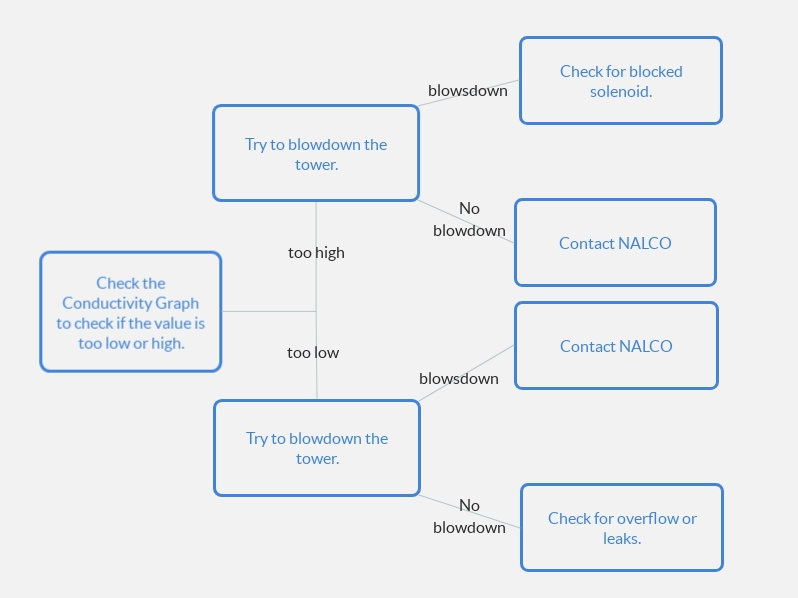 blowsdown
Check for blocked
solenoid.
Try to blowdown the
tower.
No
blowdown
Contact NALCO
too high
Check the
Conductivity Graph
to check if the value is
too low or high.
too low
Contact NALCO
blowsdown
Try to blowdown the
tower.
No
blowdown
Check for overflow or
leaks.